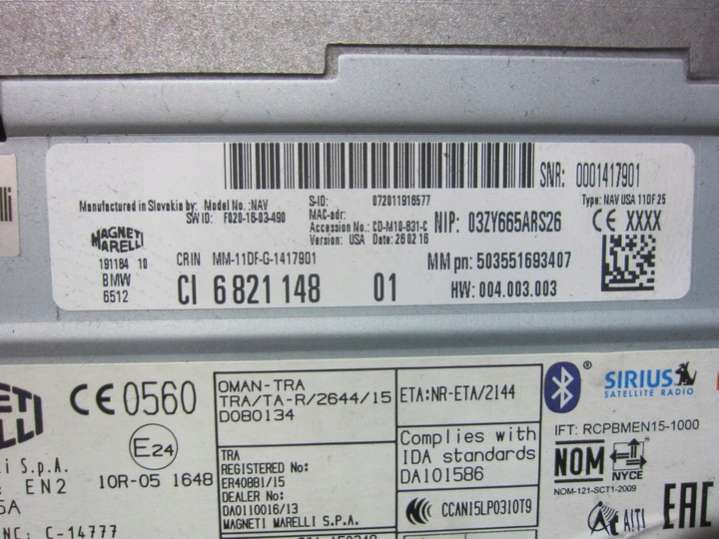 SNR: 0001417901
Manufactured in Slovakia by: Model No.:NAV
SW ID: F020-16-03-490
S-ID: 072011916577
MAC-adr:
Accession No.: CD-M10-831-C
Version: USA Date: 26 02 16
NIP: 03ZY665ARS26
Type: NAV USA 11DF 25
CE XXXX
MAGNETI
MARELLI
191184 10
BMW
6512
CRIN MM-11DF-G-1417901
CI 6 821 148 01
MM pn: 503551693407
HW: 004.003.003
CE 0560
E24
10R-05 1648
OMAN-TRA
TRA/TA-R/2644/15
D080134
TRA
REGISTERED No:
ER40881/15
DEALER No:
DA0110016/13
MAGNETI MARELLI S.P.A.
ETA:NR-ETA/2144
Complies with
IDA standards
DA101586
CCAN15LP0310T9
SIRIUS
SATELLITE RADIO
IFT: RCPBMEN15-1000
NOM
NYCE
NOM-121-SCT1-2009
AITI
EAC
S.p.A.
EN2
C-14777